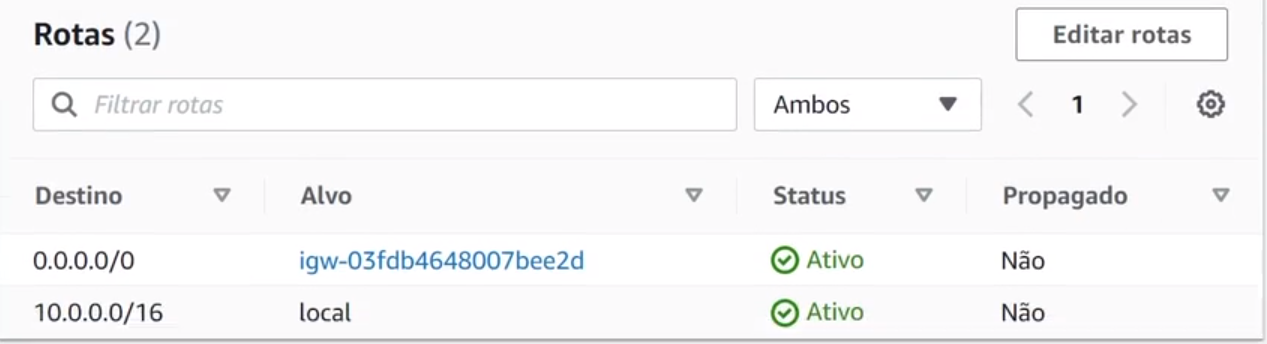 Rotas (2)
Editar rotas
Filtrar rotas
Ambos
1
Destino Alvo Status Propagado
0.0.0.0/0 igw-03fdb4648007bee2d Ativo Não
10.0.0.0/16 local Ativo Não